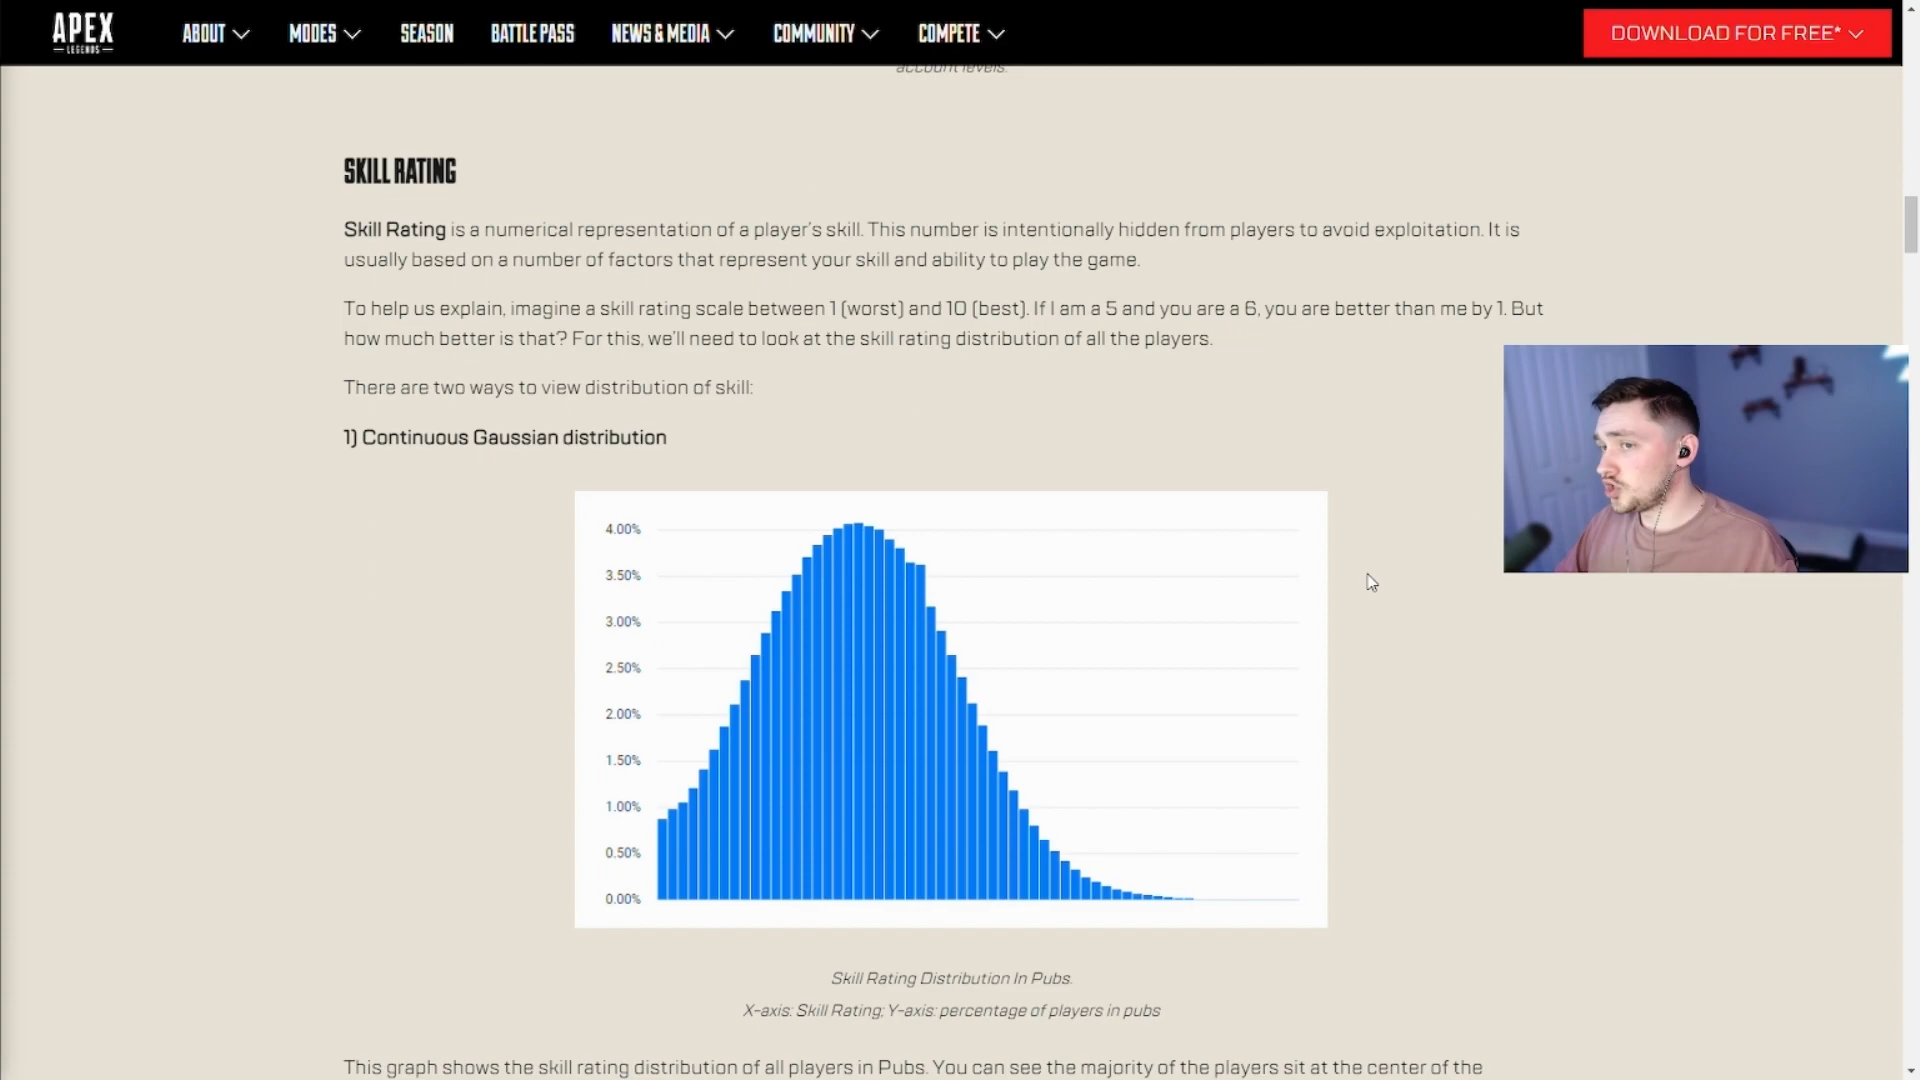 APEX
LEGENDS
ABOUT
MODES
SEASON
BATTLE PASS
NEWS & MEDIA
COMMUNITY
COMPETE
DOWNLOAD FOR FREE*
account levels.
SKILL RATING
Skill Rating is a numerical representation of a player's skill. This number is intentionally hidden from players to avoid exploitation. It is
usually based on a number of factors that represent your skill and ability to play the game.
To help us explain, imagine a skill rating scale between 1 (worst) and 10 (best). If I am a 5 and you are a 6, you are better than me by 1. But
how much better is that? For this, we'll need to look at the skill rating distribution of all the players.
There are two ways to view distribution of skill:
1) Continuous Gaussian distribution
4.00%
3.50%
3.00%
2.50%
2.00%
1.50%
1.00%
0.50%
0.00%
Skill Rating Distribution In Pubs.
X-axis: Skill Rating; Y-axis: percentage of players in pubs
This graph shows the skill rating distribution of all players in Pubs. You can see the majority of the players sit at the center of the